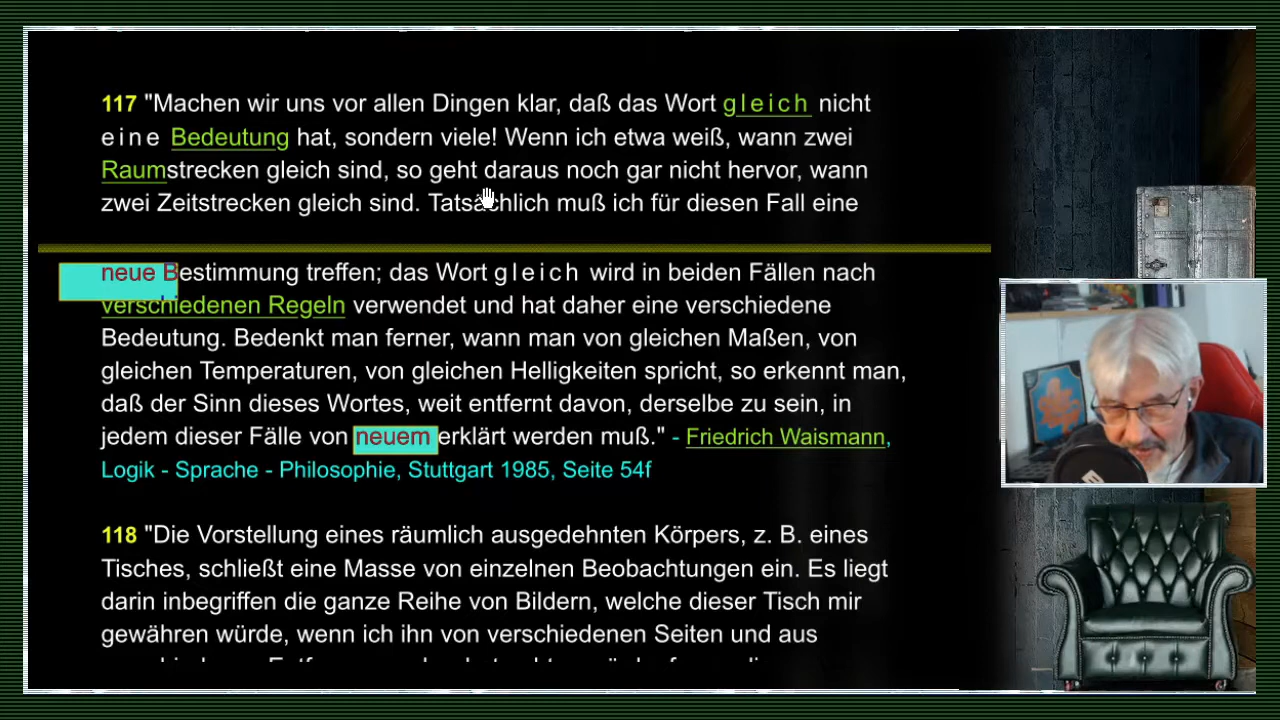 117 "Machen wir uns vor allen Dingen klar, daß das Wort gleich nicht
eine Bedeutung hat, sondern viele! Wenn ich etwa weiß, wann zwei
Raumstrecken gleich sind, so geht daraus noch gar nicht hervor, wann
zwei Zeitstrecken gleich sind. Tatsächlich muß ich für diesen Fall eine
neue Bestimmung treffen; das Wort gleich wird in beiden Fällen nach
verschiedenen Regeln verwendet und hat daher eine verschiedene
Bedeutung. Bedenkt man ferner, wann man von gleichen Maßen, von
gleichen Temperaturen, von gleichen Helligkeiten spricht, so erkennt man,
daß der Sinn dieses Wortes, weit entfernt davon, derselbe zu sein, in
jedem dieser Fälle von neuem erklärt werden muß." - Friedrich Waismann,
Logik - Sprache - Philosophie, Stuttgart 1985, Seite 54f
118 "Die Vorstellung eines räumlich ausgedehnten Körpers, z. B. eines
Tisches, schließt eine Masse von einzelnen Beobachtungen ein. Es liegt
darin inbegriffen die ganze Reihe von Bildern, welche dieser Tisch mir
gewähren würde, wenn ich ihn von verschiedenen Seiten und aus